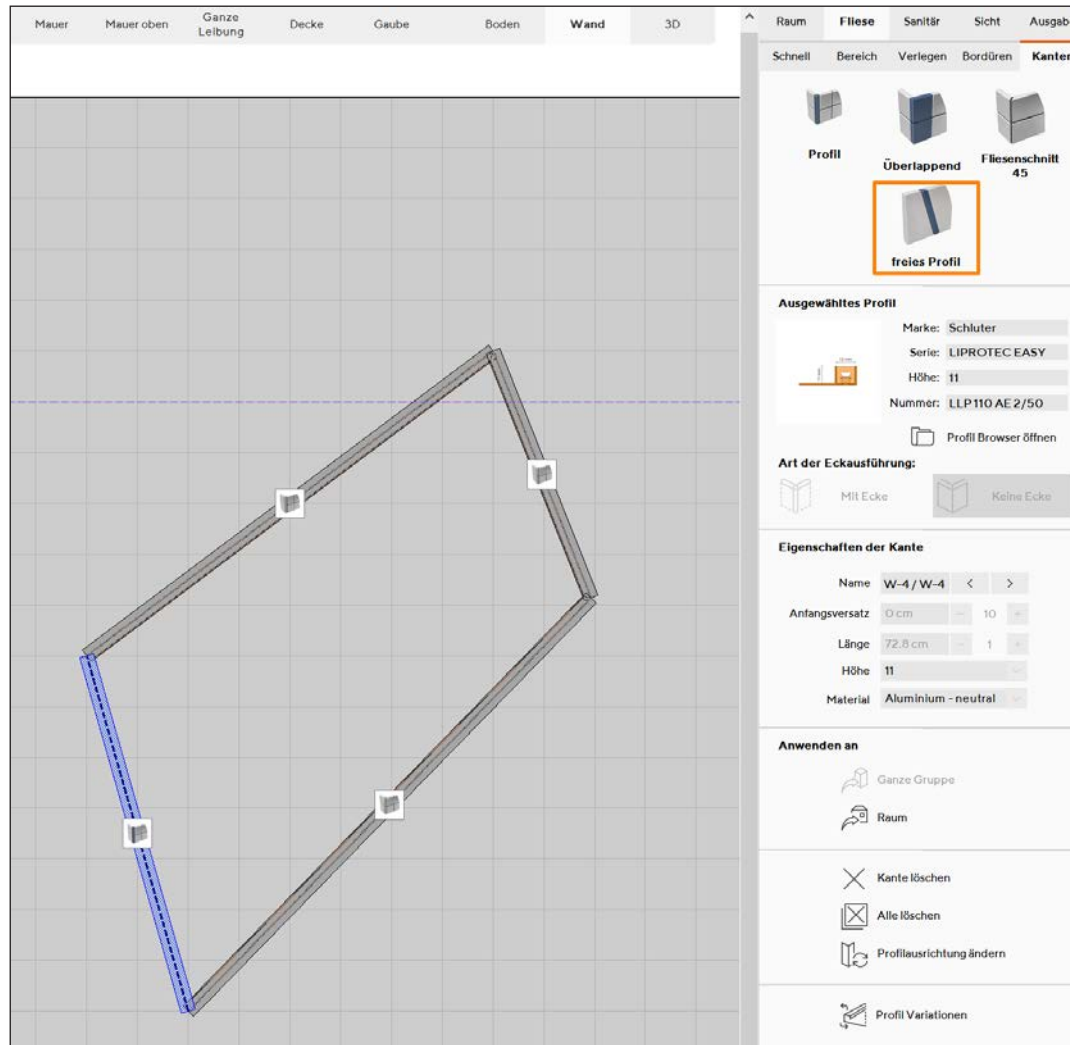 Mauer
Mauer oben
Ganze
Leibung
Decke
Gaube
Boden
Wand
3D
Raum
Fliese
Sanitär
Sicht
Ausgab
Schnell
Bereich
Verlegen
Bordüren
Kanten
Profil
Überlappend
Fliesenschnitt
45
freies Profil
Ausgewähltes Profil
Marke: Schluter
Serie: LIPROTEC EASY
Höhe: 11
Nummer: LLP110 AE 2/50
Profil Browser öffnen
Art der Eckausführung:
Mit Ecke
Keine Ecke
Eigenschaften der Kante
Name W-4 / W-4 < >
Anfangsversatz 0 cm − 10 +
Länge 72.8 cm − 1 +
Höhe 11
Material Aluminium - neutral
Anwenden an
Ganze Gruppe
Raum
Kante löschen
Alle löschen
Profilausrichtung ändern
Profil Variationen